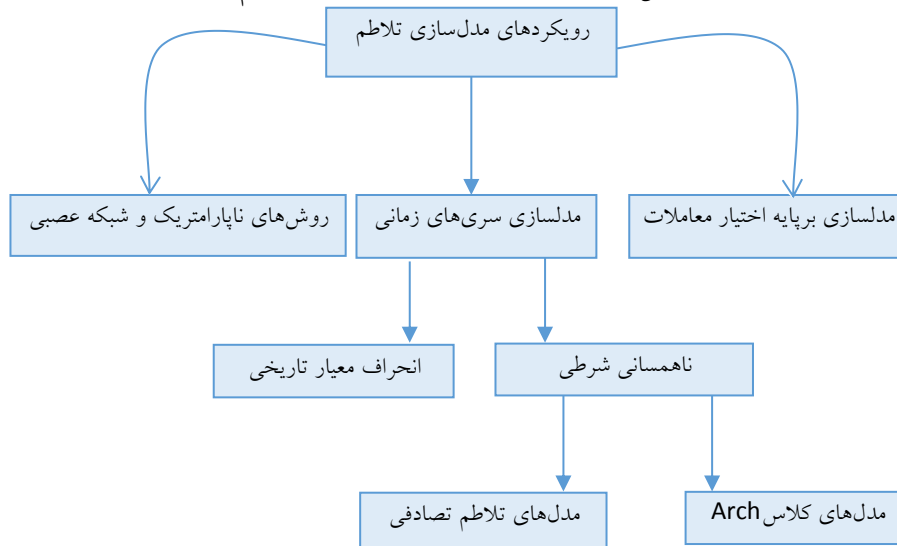 رویکردهای مدل‌سازی تلاطم
مدلسازی برپایه اختیار معاملات
مدلسازی سری‌های زمانی
روش‌های ناپارامتریک و شبکه عصبی
ناهمسانی شرطی
انحراف معیار تاریخی
مدل‌های کلاس Arch
مدل‌های تلاطم تصادفی